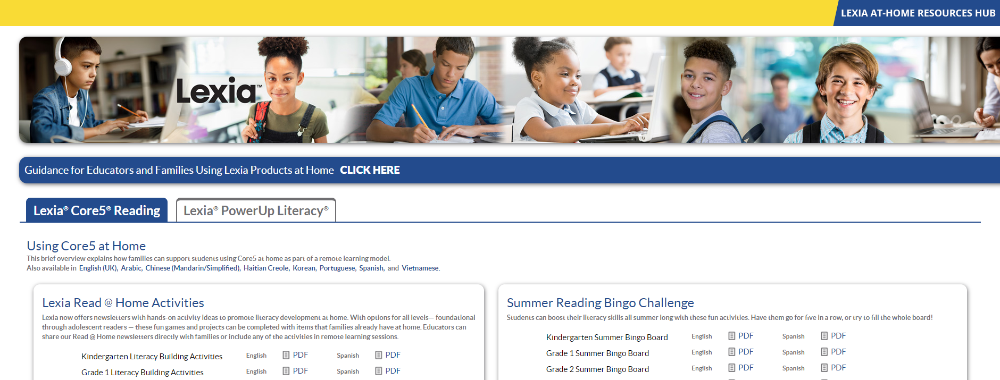 LEXIA AT-HOME RESOURCES HUB
Lexia™
Guidance for Educators and Families Using Lexia Products at Home CLICK HERE
Lexia® Core5® Reading
Lexia® PowerUp Literacy®
Using Core5 at Home
This brief overview explains how families can support students using Core5 at home as part of a remote learning model.
Also available in English (UK), Arabic, Chinese (Mandarin/Simplified), Haitian Creole, Korean, Portuguese, Spanish, and Vietnamese.
Lexia Read @ Home Activities
Lexia now offers newsletters with hands-on activity ideas to promote literacy development at home. With options for all levels— foundational
through adolescent readers — these fun games and projects can be completed with items that families already have at home. Educators can
share our Read @ Home newsletters directly with families or include any of the activities in remote learning sessions.
Kindergarten Literacy Building Activities English PDF Spanish PDF
Grade 1 Literacy Building Activities English PDF Spanish PDF
Summer Reading Bingo Challenge
Students can boost their literacy skills all summer long with these fun activities. Have them go for five in a row, or try to fill the whole board!
Kindergarten Summer Bingo Board English PDF Spanish PDF
Grade 1 Summer Bingo Board English PDF Spanish PDF
Grade 2 Summer Bingo Board English PDF Spanish PDF